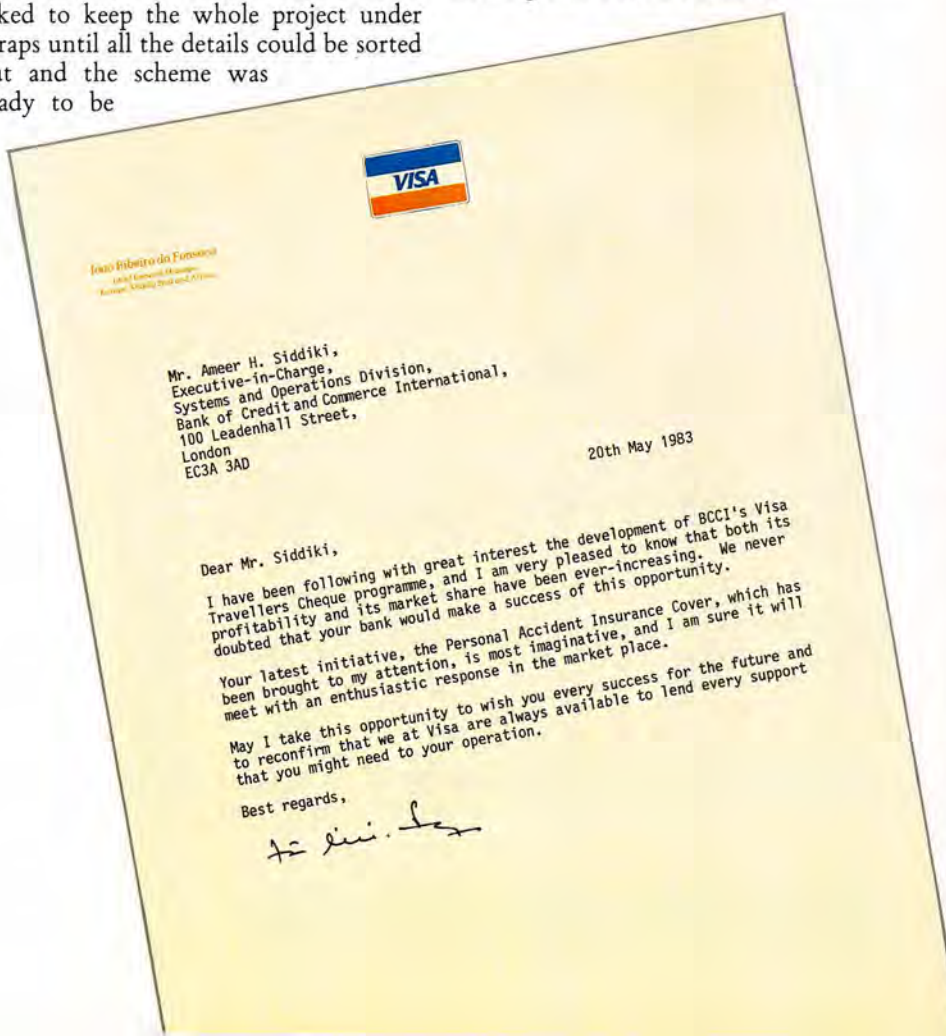 ked to keep the whole project under
raps until all the details could be sorted
ut and the scheme was
ady to be
VISA
João Ribeiro da Fonseca
Mr. Ameer H. Siddiki,
Executive-in-Charge,
Systems and Operations Division,
Bank of Credit and Commerce International,
100 Leadenhall Street,
London
EC3A 3AD
20th May 1983
Dear Mr. Siddiki,
I have been following with great interest the development of BCCI's Visa
Travellers Cheque programme, and I am very pleased to know that both its
profitability and its market share have been ever-increasing. We never
doubted that your bank would make a success of this opportunity.
Your latest initiative, the Personal Accident Insurance Cover, which has
been brought to my attention, is most imaginative, and I am sure it will
meet with an enthusiastic response in the market place.
May I take this opportunity to wish you every success for the future and
to reconfirm that we at Visa are always available to lend every support
that you might need to your operation.
Best regards,